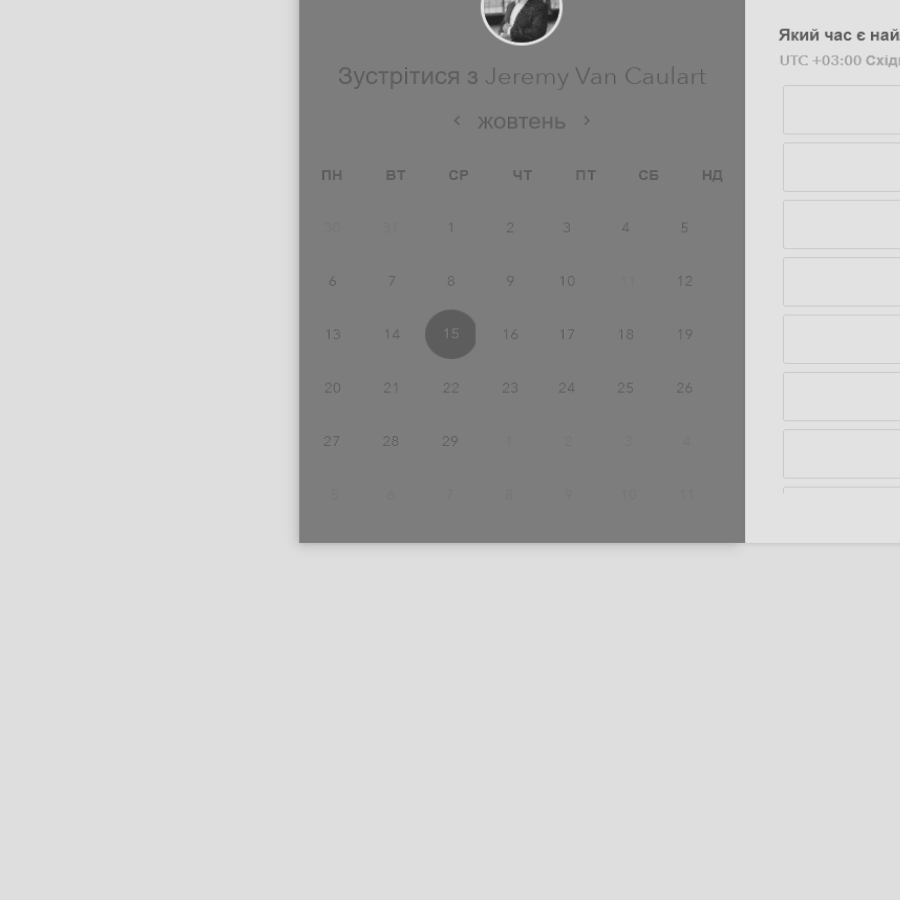 Зустрітися з Jeremy Van Caulart
‹ жовтень ›
ПН ВТ СР ЧТ ПТ СБ НД
30 31 1 2 3 4 5
6 7 8 9 10 11 12
13 14 15 16 17 18 19
20 21 22 23 24 25 26
27 28 29 1 2 3 4
5 6 7 8 9 10 11
Який час є най
UTC +03:00 Східн